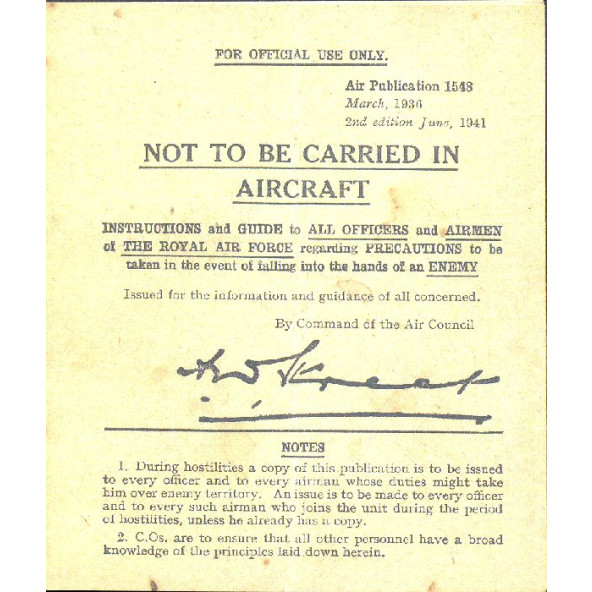 FOR OFFICIAL USE ONLY.
Air Publication 1548
March, 1936
2nd edition June, 1941
NOT TO BE CARRIED IN
AIRCRAFT
INSTRUCTIONS and GUIDE to ALL OFFICERS and AIRMEN
of THE ROYAL AIR FORCE regarding PRECAUTIONS to be
taken in the event of falling into the hands of an ENEMY
Issued for the information and guidance of all concerned.
By Command of the Air Council
NOTES
1. During hostilities a copy of this publication is to be issued
to every officer and to every airman whose duties might take
him over enemy territory. An issue is to be made to every officer
and to every such airman who joins the unit during the period
of hostilities, unless he already has a copy.
2. C.Os. are to ensure that all other personnel have a broad
knowledge of the principles laid down herein.